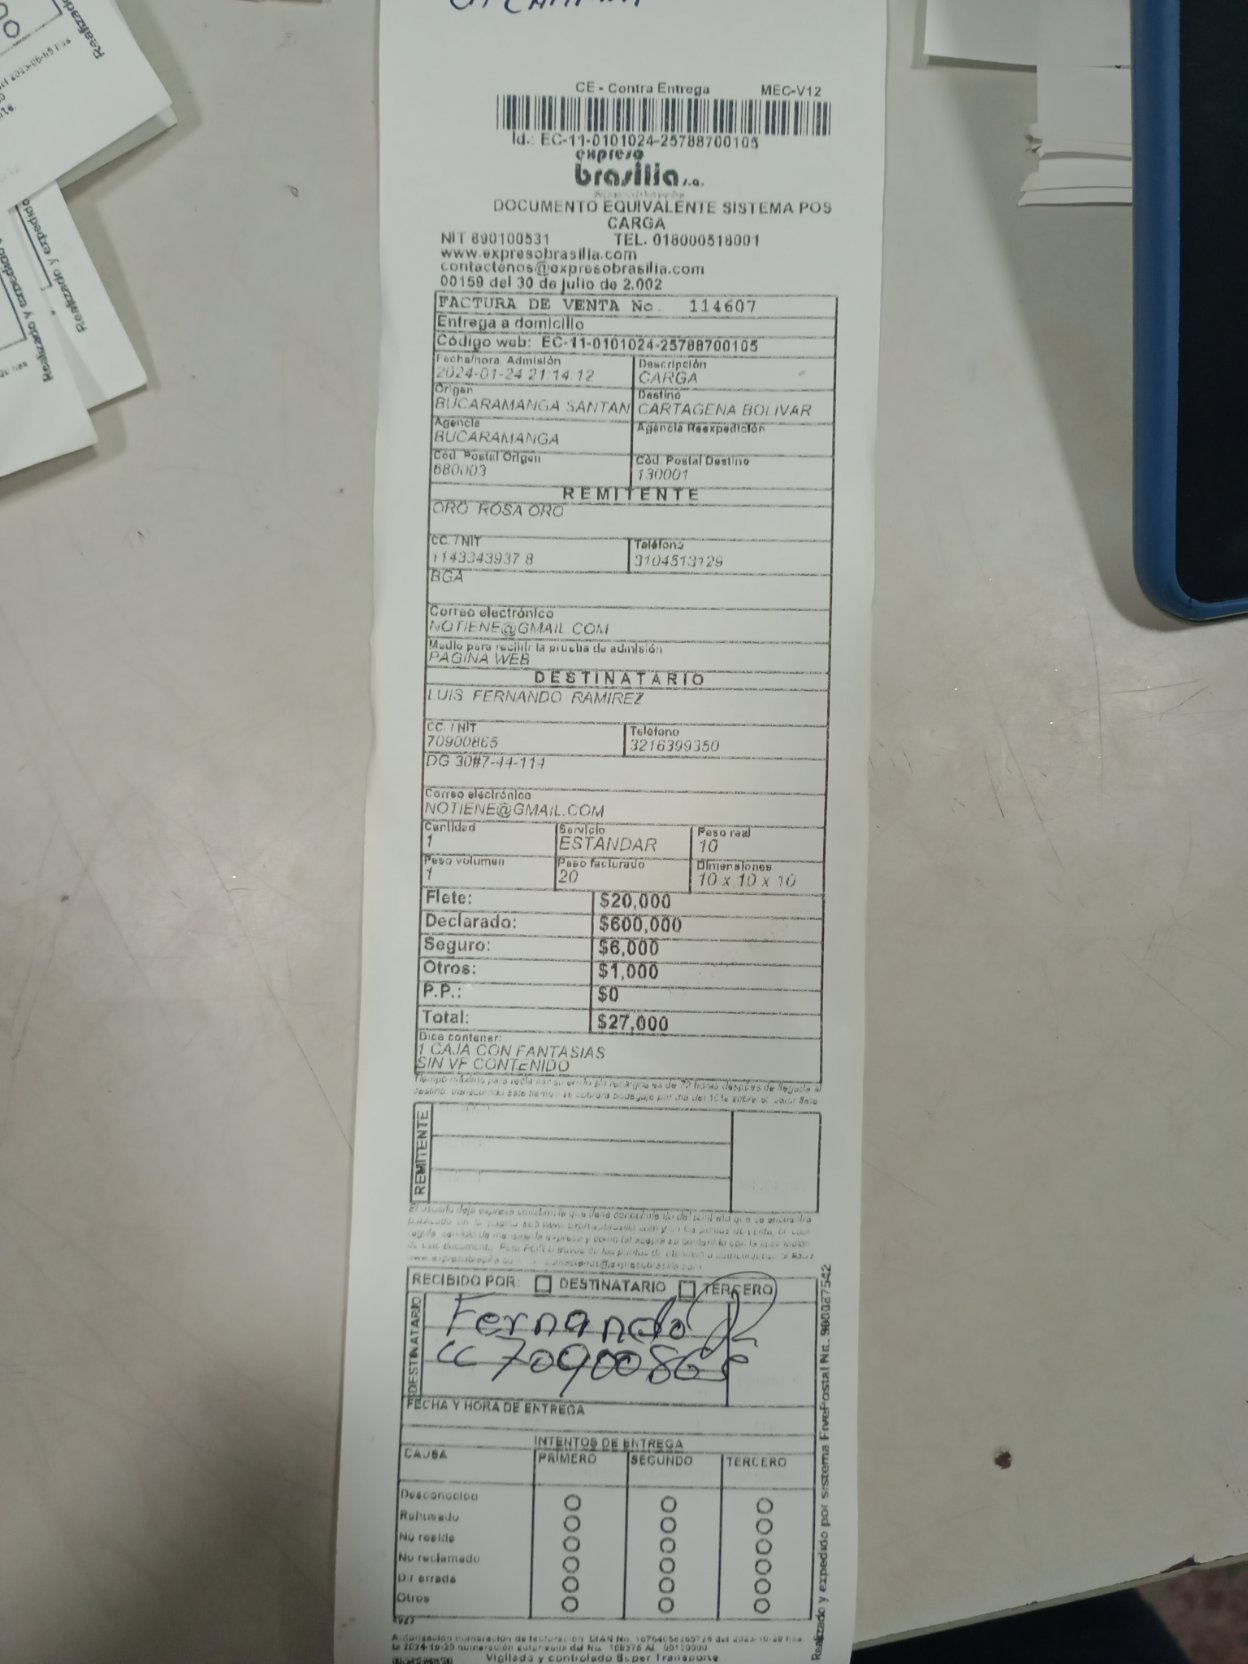 CE - Contra Entrega MEC-V12
Id.: EC-11-0101024-25788700105
expreso
brasilia s.a.
DOCUMENTO EQUIVALENTE SISTEMA POS
CARGA
NIT 890100531 TEL. 018000518001
www.expresobrasilia.com
contactenos@expresobrasilia.com
00159 del 30 de julio de 2.002
FACTURA DE VENTA No. 114607
Entrega a domicilio
Código web: EC-11-0101024-25788700105
Fecha/hora Admisión Descripción
2024-01-24 21:14:12 CARGA
Origen Destino
BUCARAMANGA SANTAN CARTAGENA BOLIVAR
Agencia Agencia Reexpedición
BUCARAMANGA
Cód. Postal Origen Cód. Postal Destino
680003 130001
REMITENTE
ORO ROSA ORO
CC. / NIT Teléfono
1143343937 8 3104513129
BGA
Correo electrónico
NOTIENE@GMAIL.COM
Medio para recibir la prueba de admisión
PAGINA WEB
DESTINATARIO
LUIS FERNANDO RAMIREZ
CC. / NIT Teléfono
70900865 3216399350
DG 30#7-44-114
Correo electrónico
NOTIENE@GMAIL.COM
Cantidad Servicio Peso real
1 ESTANDAR 10
Peso volumen Peso facturado Dimensiones
1 20 10 x 10 x 10
Flete: $20,000
Declarado: $600,000
Seguro: $6,000
Otros: $1,000
P.P.: $0
Total: $27,000
Dice contener:
1 CAJA CON FANTASIAS
SIN VF CONTENIDO
REMITENTE
RECIBIDO POR: DESTINATARIO TERCERO
DESTINATARIO
Fernando R
CC 70900865
FECHA Y HORA DE ENTREGA
INTENTOS DE ENTREGA
CAUSA PRIMERO SEGUNDO TERCERO
Desconocido
Rehusado
No reside
No reclamado
Dir errada
Otros
Vigilado y controlado Super Transporte
Realizado y expedido por sistema FivePostal Nit. 900087542
Realizado y expedido
Realizado y expedido